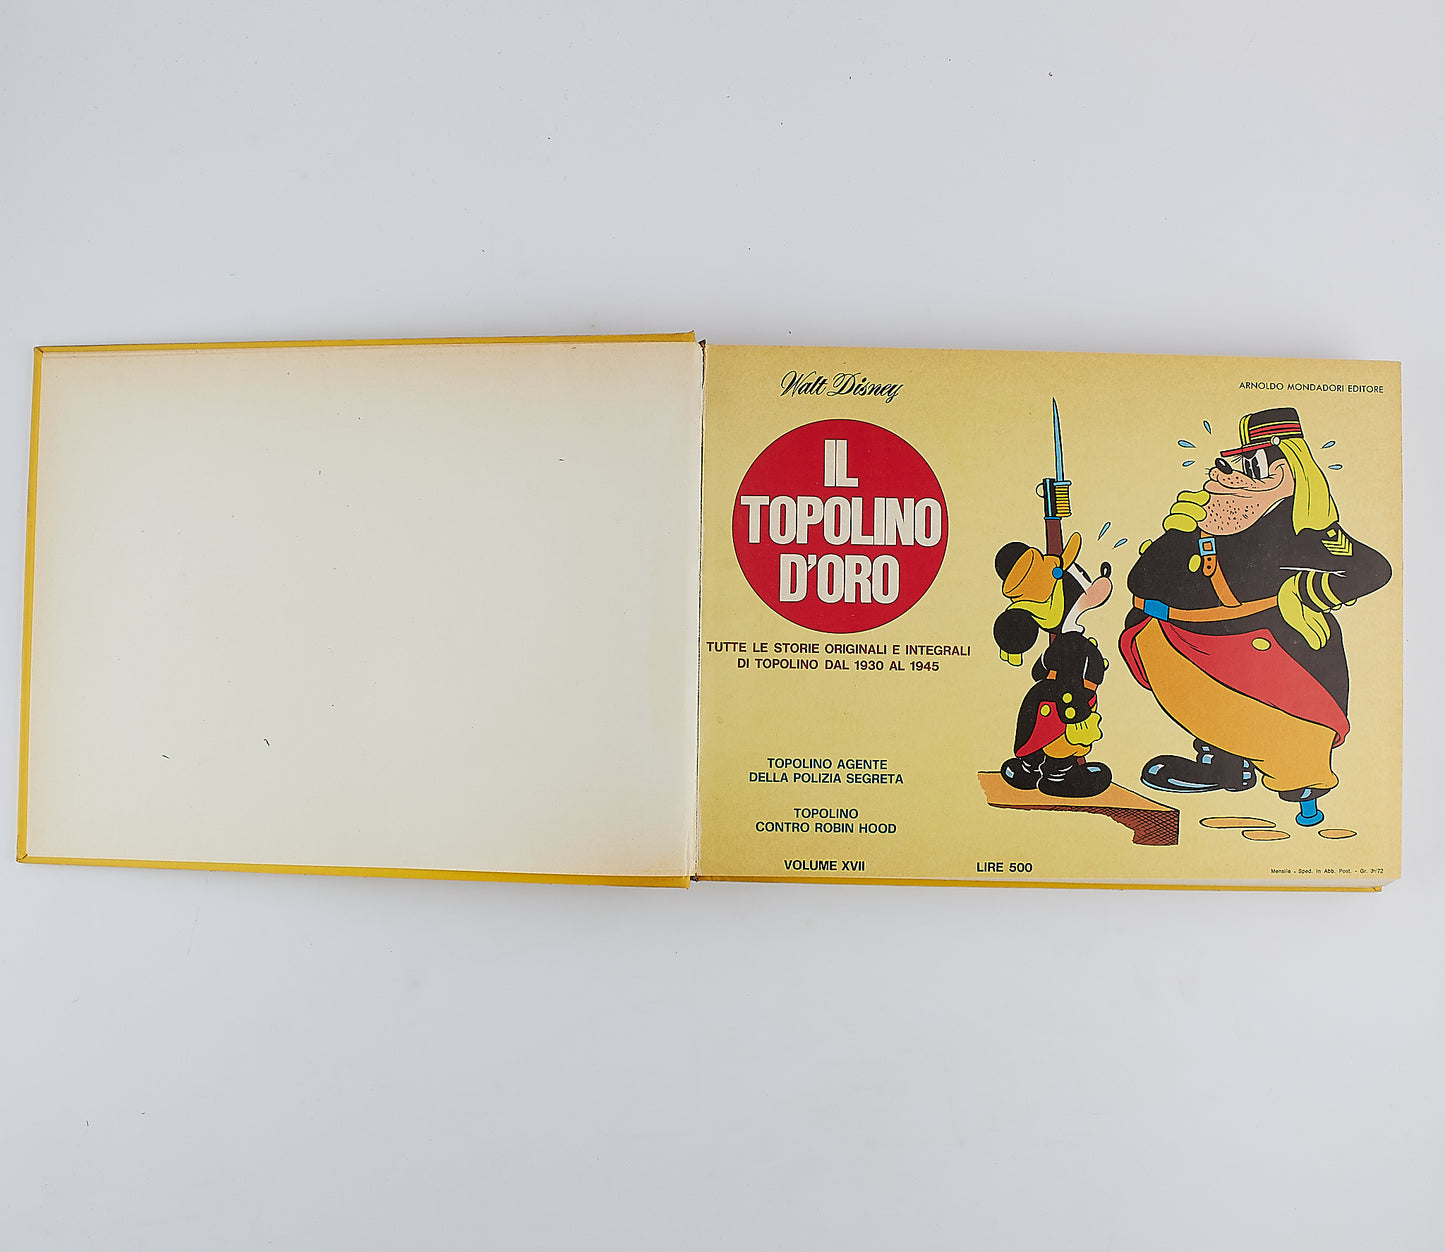 Walt Disney
ARNOLDO MONDADORI EDITORE
IL
TOPOLINO
D'ORO
TUTTE LE STORIE ORIGINALI E INTEGRALI
DI TOPOLINO DAL 1930 AL 1945
TOPOLINO AGENTE
DELLA POLIZIA SEGRETA
TOPOLINO
CONTRO ROBIN HOOD
VOLUME XVII
LIRE 500
Mensile - Sped. in Abb. Post. - Gr. 3°/72